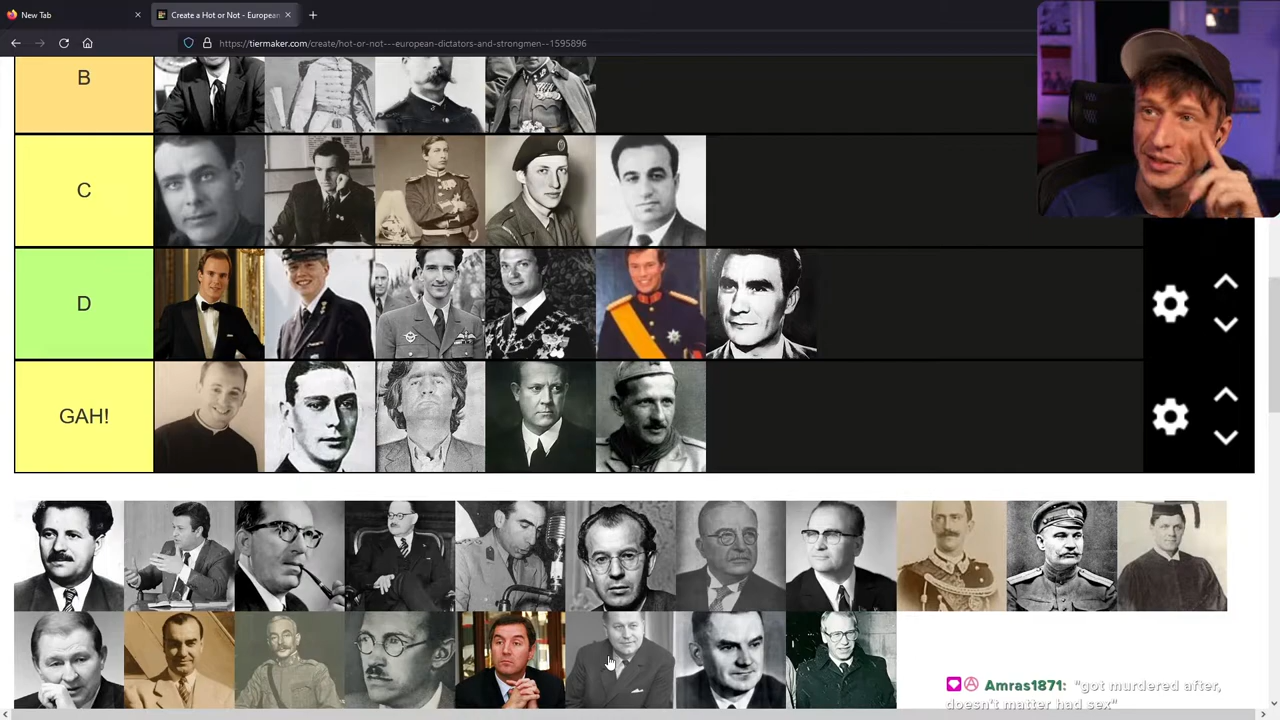 New Tab
Create a Hot or Not - European
https://tiermaker.com/create/hot-or-not---european-dictators-and-strongmen--1595896
B
C
D
GAH!
Amras1871: "got murdered after,
doesn't matter had sex"